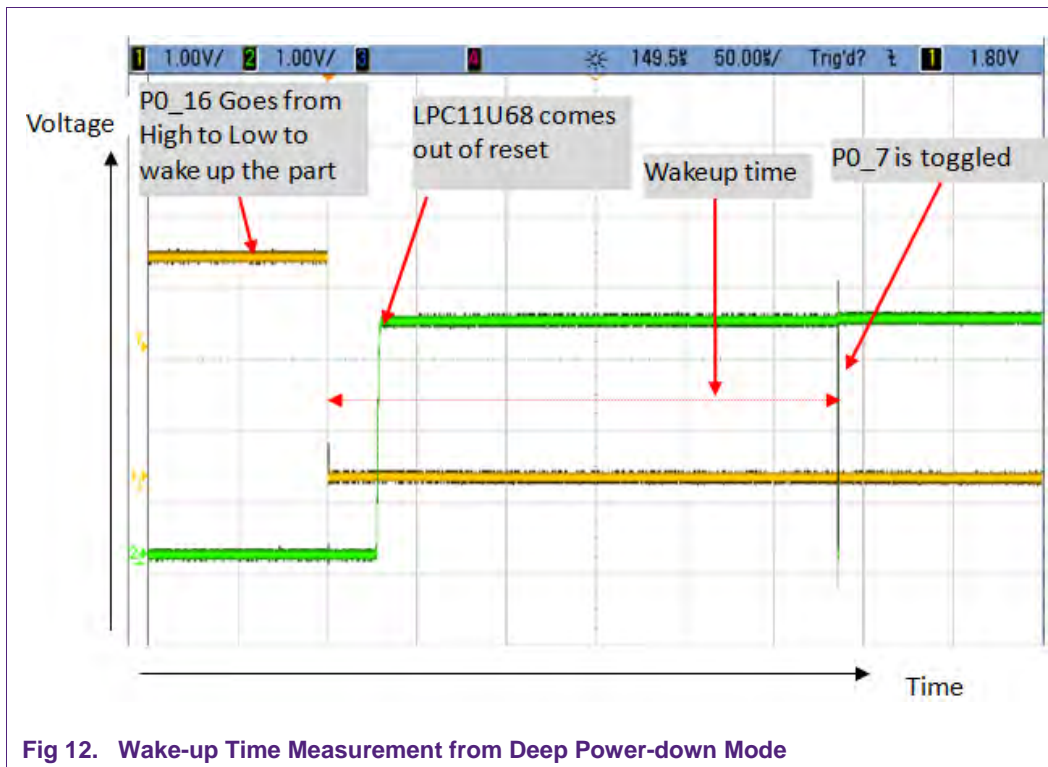 1 1.00V/ 2 1.00V/ 3 4 149.5% 50.00%/ Trig'd? 1 1.80V
P0_16 Goes from
High to Low to
wake up the part
LPC11U68 comes
out of reset
Wakeup time
P0_7 is toggled
Voltage
Time
Fig 12. Wake-up Time Measurement from Deep Power-down Mode